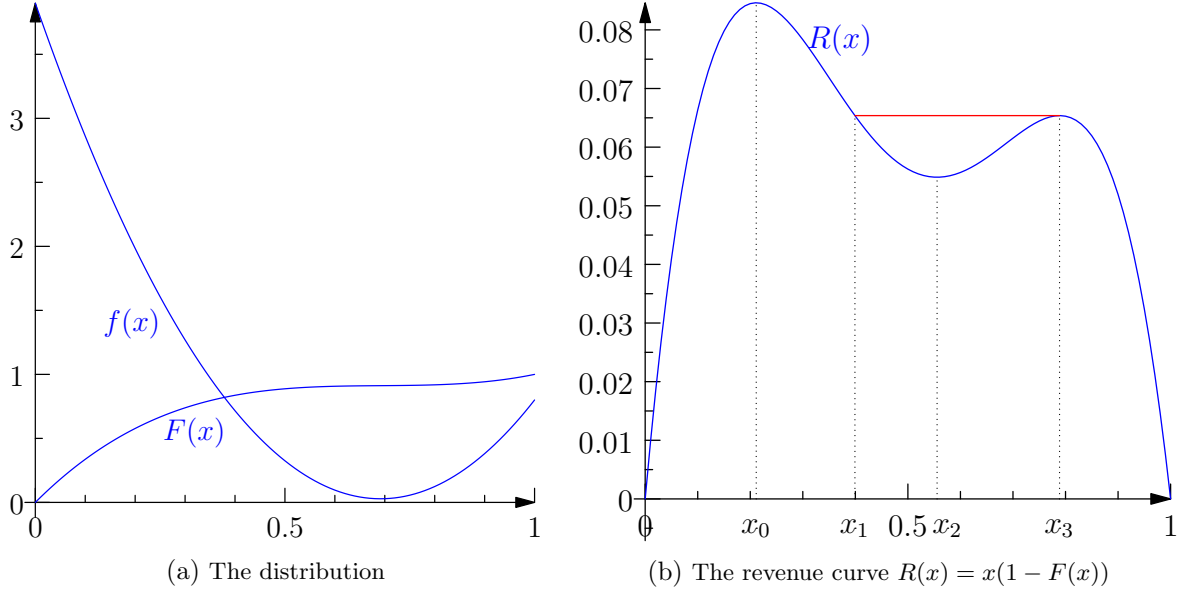 3
2
1
0
0
0.5
1
f(x)
F(x)
(a) The distribution
0.08
0.07
0.06
0.05
0.04
0.03
0.02
0.01
0
0
x₀
x₁
0.5
x₂
x₃
1
R(x)
(b) The revenue curve R(x) = x(1 − F(x))